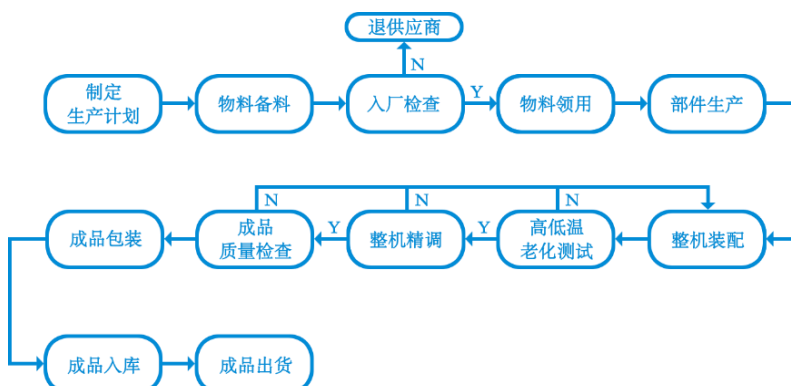 退供应商
N
制定
生产计划
物料备料
入厂检查
Y
物料领用
部件生产
N
N
N
成品包装
成品
质量检查
Y
整机精调
Y
高低温
老化测试
整机装配
成品入库
成品出货